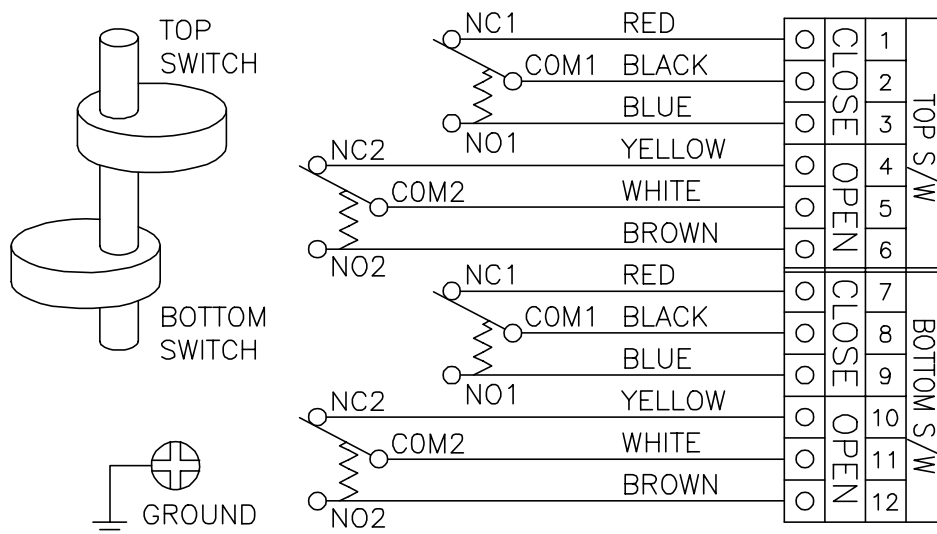 TOP
SWITCH
BOTTOM
SWITCH
GROUND
NC1 RED 1
COM1 BLACK 2
NO1 BLUE 3
NC2 YELLOW 4
COM2 WHITE 5
NO2 BROWN 6
CLOSE
OPEN
TOP S/W
NC1 RED 7
COM1 BLACK 8
NO1 BLUE 9
NC2 YELLOW 10
COM2 WHITE 11
NO2 BROWN 12
CLOSE
OPEN
BOTTOM S/W